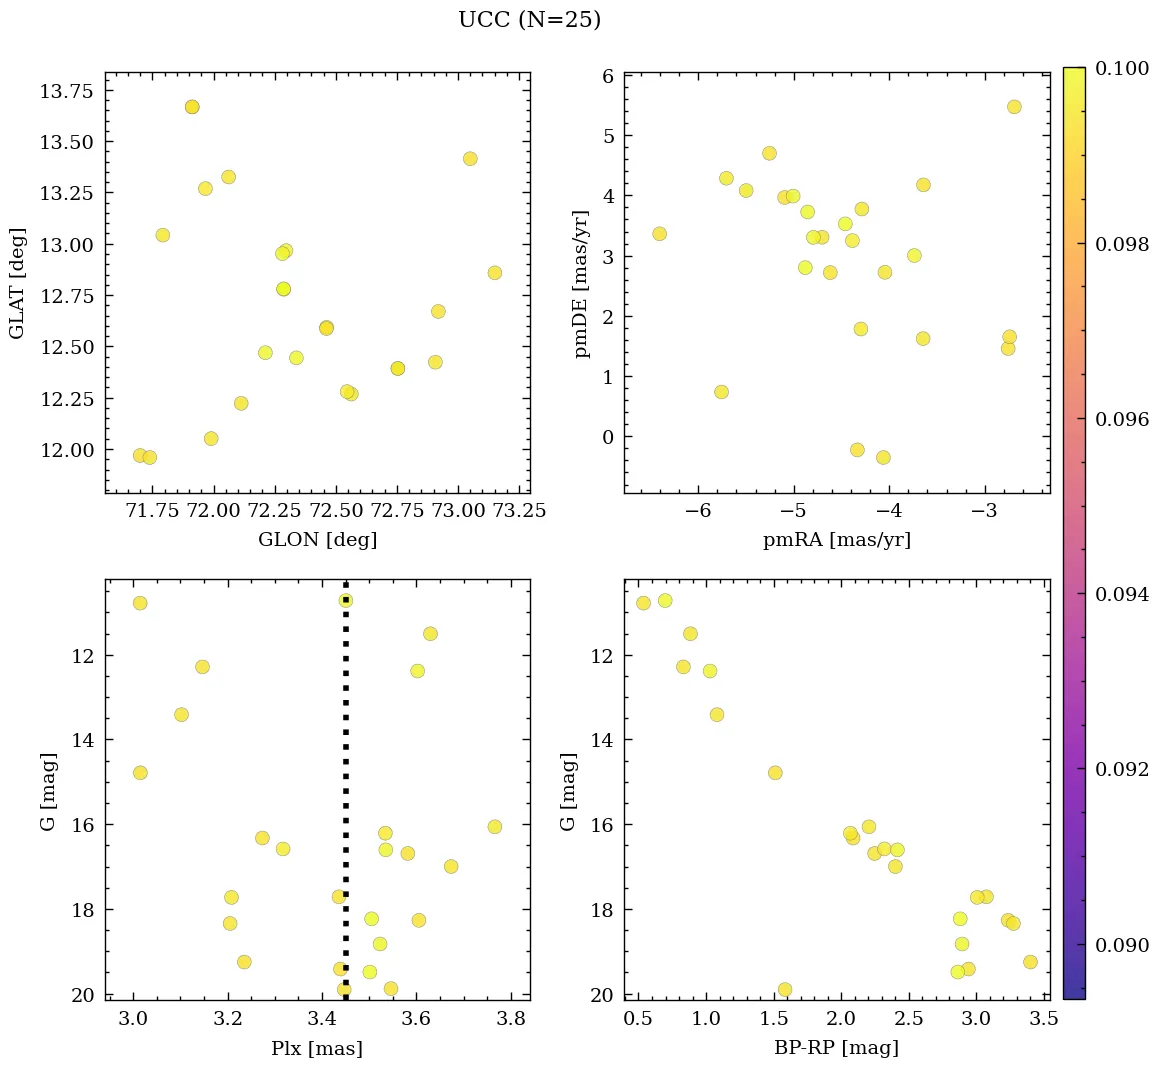 UCC (N=25)
13.75
13.50
13.25
13.00
12.75
12.50
12.25
12.00
GLAT [deg]
71.75 72.00 72.25 72.50 72.75 73.00 73.25
GLON [deg]
6
5
4
3
2
1
0
pmDE [mas/yr]
−6 −5 −4 −3
pmRA [mas/yr]
12
14
16
18
20
G [mag]
3.0 3.2 3.4 3.6 3.8
Plx [mas]
12
14
16
18
20
G [mag]
0.5 1.0 1.5 2.0 2.5 3.0 3.5
BP-RP [mag]
0.100
0.098
0.096
0.094
0.092
0.090